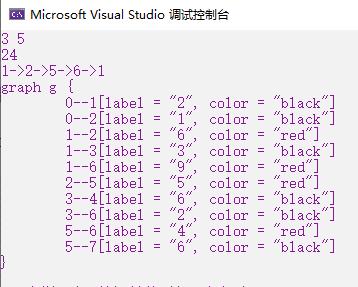 Microsoft Visual Studio 调试控制台
3 5
24
1->2->5->6->1
graph g {
0--1[label = "2", color = "black"]
0--2[label = "1", color = "black"]
1--2[label = "6", color = "red"]
1--3[label = "3", color = "black"]
1--6[label = "9", color = "red"]
2--5[label = "5", color = "red"]
3--4[label = "6", color = "black"]
3--6[label = "2", color = "black"]
5--6[label = "4", color = "red"]
5--7[label = "6", color = "black"]
}